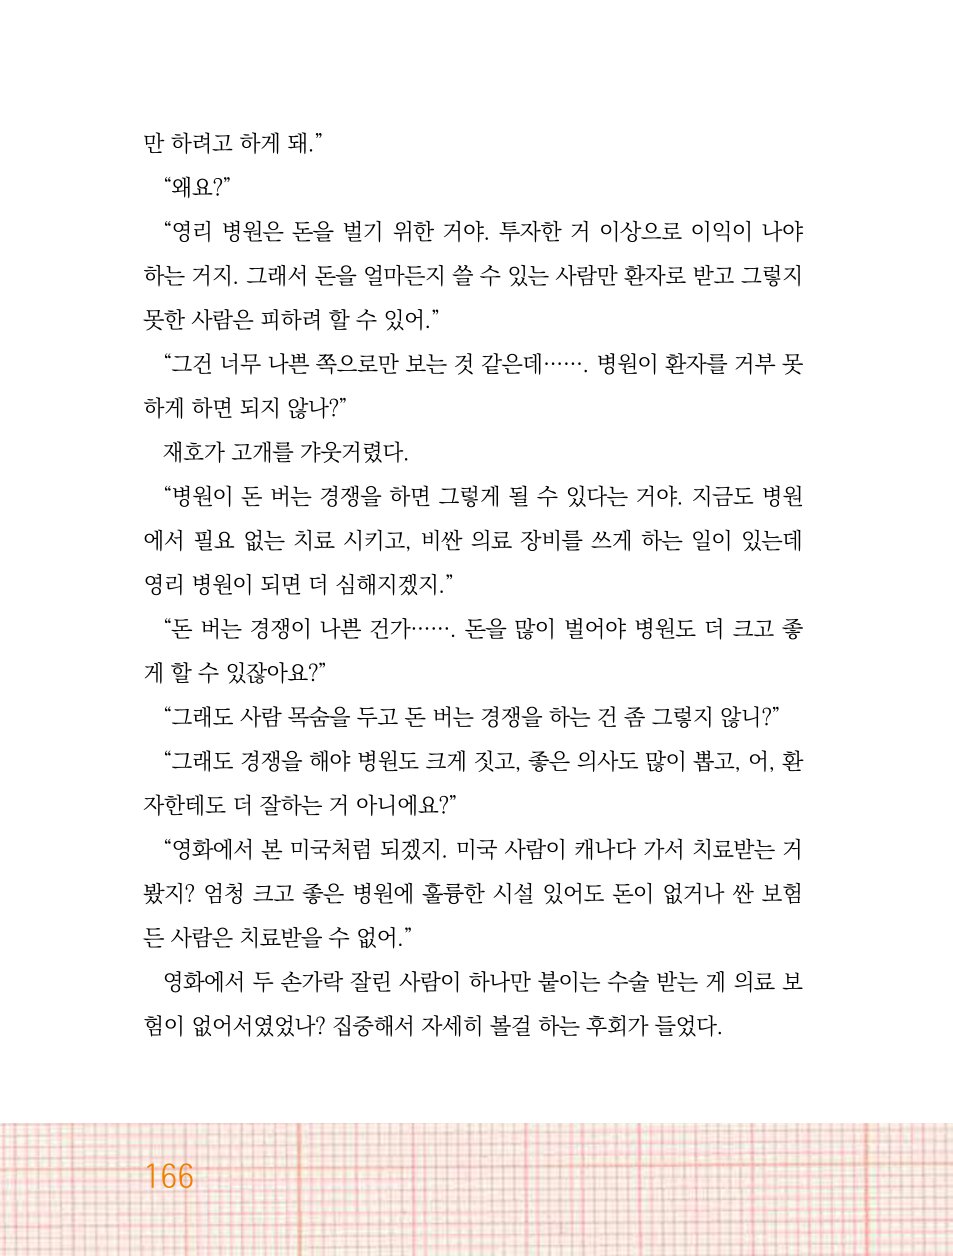 만 하려고 하게 돼.”
“왜요?”
“영리 병원은 돈을 벌기 위한 거야. 투자한 거 이상으로 이익이 나야
하는 거지. 그래서 돈을 얼마든지 쓸 수 있는 사람만 환자로 받고 그렇지
못한 사람은 피하려 할 수 있어.”
“그건 너무 나쁜 쪽으로만 보는 것 같은데……. 병원이 환자를 거부 못
하게 하면 되지 않나?”
재호가 고개를 갸웃거렸다.
“병원이 돈 버는 경쟁을 하면 그렇게 될 수 있다는 거야. 지금도 병원
에서 필요 없는 치료 시키고, 비싼 의료 장비를 쓰게 하는 일이 있는데
영리 병원이 되면 더 심해지겠지.”
“돈 버는 경쟁이 나쁜 건가……. 돈을 많이 벌어야 병원도 더 크고 좋
게 할 수 있잖아요?”
“그래도 사람 목숨을 두고 돈 버는 경쟁을 하는 건 좀 그렇지 않니?”
“그래도 경쟁을 해야 병원도 크게 짓고, 좋은 의사도 많이 뽑고, 어, 환
자한테도 더 잘하는 거 아니에요?”
“영화에서 본 미국처럼 되겠지. 미국 사람이 캐나다 가서 치료받는 거
봤지? 엄청 크고 좋은 병원에 훌륭한 시설 있어도 돈이 없거나 싼 보험
든 사람은 치료받을 수 없어.”
영화에서 두 손가락 잘린 사람이 하나만 붙이는 수술 받는 게 의료 보
험이 없어서였었나? 집중해서 자세히 볼걸 하는 후회가 들었다.
166